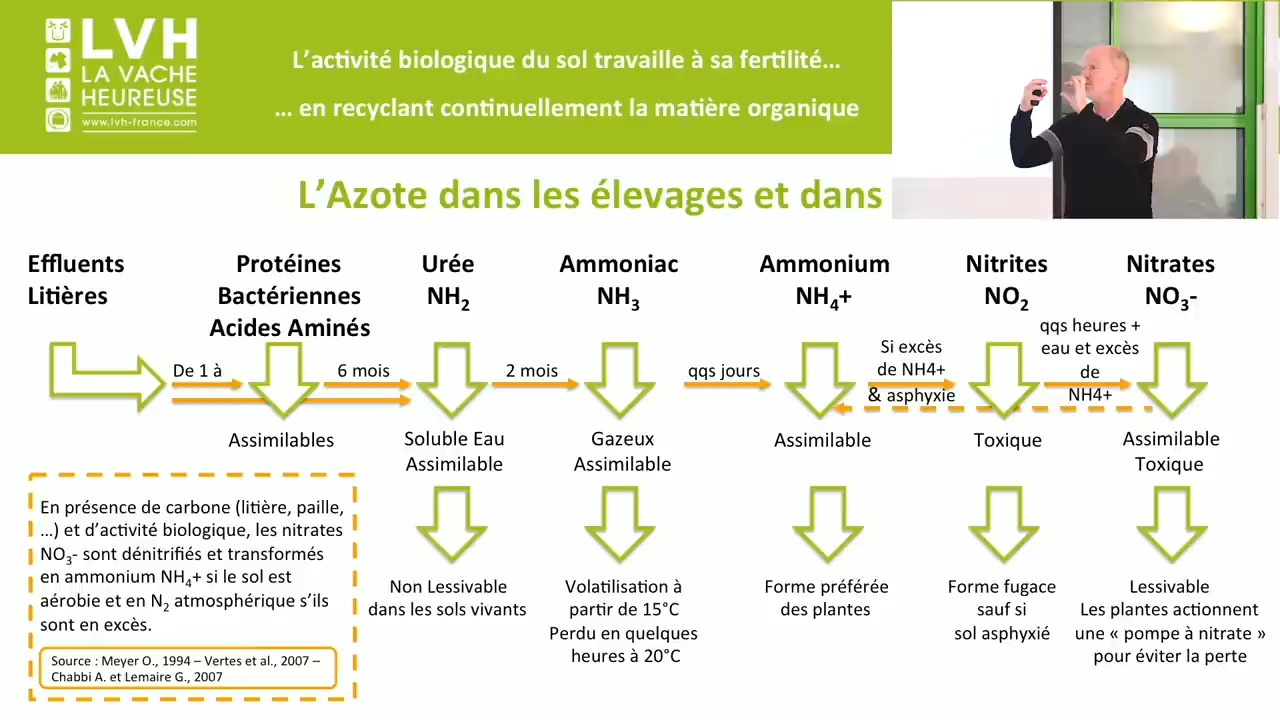 LVH
LA VACHE
HEUREUSE
www.lvh-france.com
L'activité biologique du sol travaille à sa fertilité…
… en recyclant continuellement la matière organique
L'Azote dans les élevages et dans
Effluents
Litières
Protéines
Bactériennes
Acides Aminés
Urée
NH2
Ammoniac
NH3
Ammonium
NH4+
Nitrites
NO2
Nitrates
NO3-
De 1 à
6 mois
2 mois
qqs jours
Si excès
de NH4+
& asphyxie
qqs heures +
eau et excès
de
NH4+
Assimilables
Soluble Eau
Assimilable
Gazeux
Assimilable
Assimilable
Toxique
Assimilable
Toxique
En présence de carbone (litière, paille,
…) et d'activité biologique, les nitrates
NO3- sont dénitrifiés et transformés
en ammonium NH4+ si le sol est
aérobie et en N2 atmosphérique s'ils
sont en excès.
Source : Meyer O., 1994 – Vertes et al., 2007 –
Chabbi A. et Lemaire G., 2007
Non Lessivable
dans les sols vivants
Volatilisation à
partir de 15°C
Perdu en quelques
heures à 20°C
Forme préférée
des plantes
Forme fugace
sauf si
sol asphyxié
Lessivable
Les plantes actionnent
une « pompe à nitrate »
pour éviter la perte